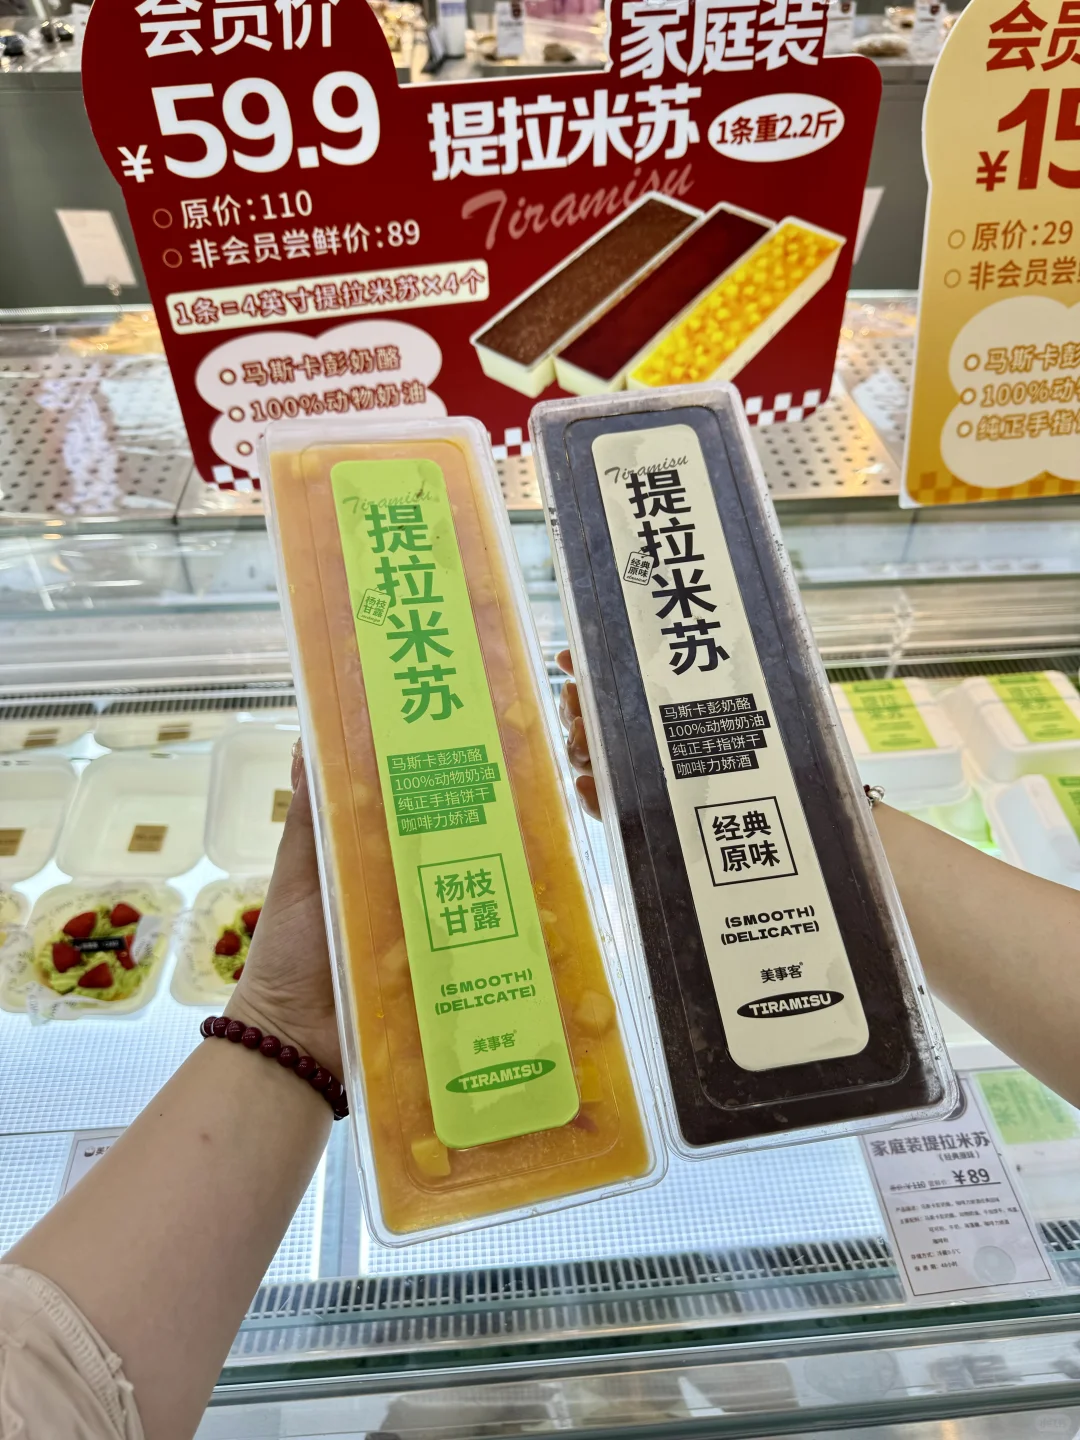 会员价
¥59.9
原价:110
非会员尝鲜价:89
1条=4英寸提拉米苏×4个
马斯卡彭奶酪
100%动物奶油
家庭装
提拉米苏
1条重2.2斤
Tiramisu
会员
¥15
原价:29
非会员尝
马斯卡彭
100%动
纯正手指
Tiramisu
提拉米苏
杨枝
甘露
马斯卡彭奶酪
100%动物奶油
纯正手指饼干
咖啡力娇酒
杨枝
甘露
(SMOOTH)
(DELICATE)
美事客
TIRAMISU
Tiramisu
提拉米苏
经典
原味
classical
马斯卡彭奶酪
100%动物奶油
纯正手指饼干
咖啡力娇酒
经典
原味
(SMOOTH)
(DELICATE)
美事客
TIRAMISU
家庭装提拉米苏
(经典原味)
¥89